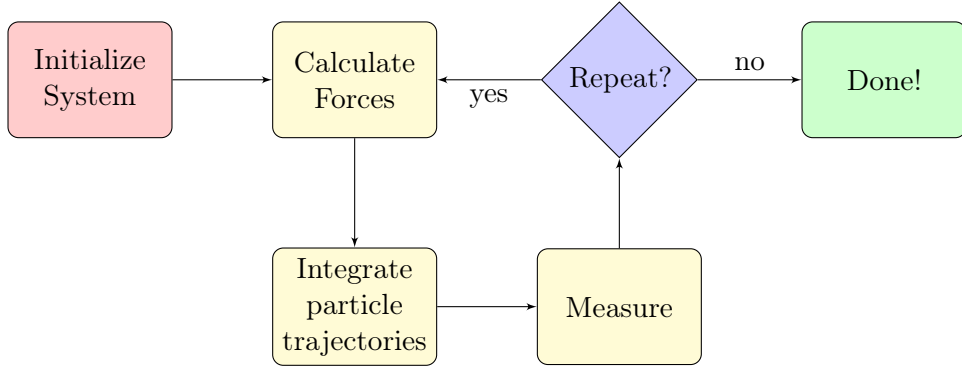 Initialize
System
Calculate
Forces
yes
Repeat?
no
Done!
Integrate
particle
trajectories
Measure